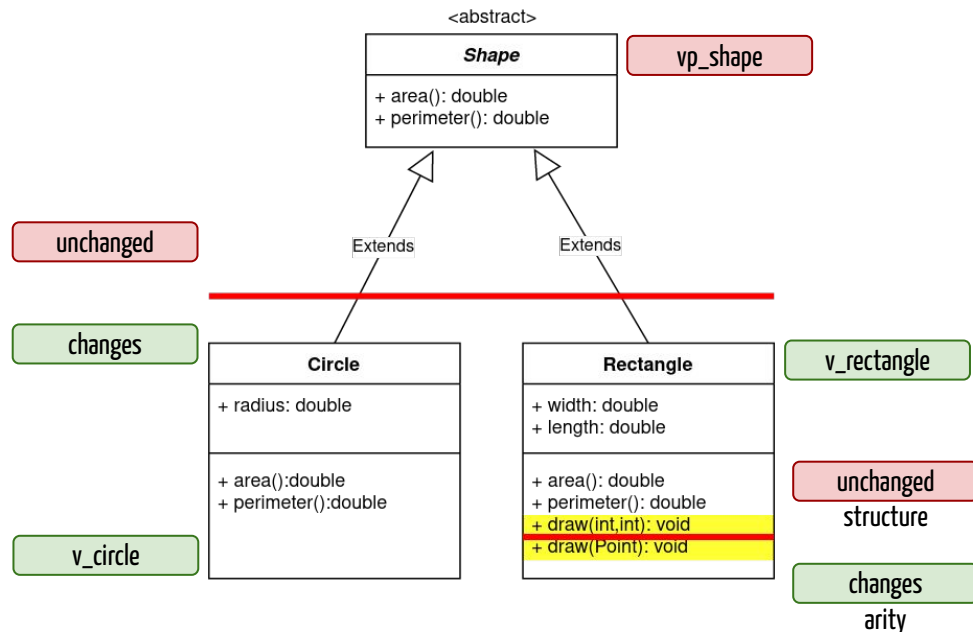 <abstract>
Shape
vp_shape
+ area(): double
+ perimeter(): double
unchanged
Extends
Extends
changes
Circle
Rectangle
v_rectangle
+ radius: double
+ width: double
+ length: double
+ area():double
+ perimeter():double
+ area(): double
+ perimeter(): double
+ draw(int,int): void
+ draw(Point): void
unchanged
structure
v_circle
changes
arity